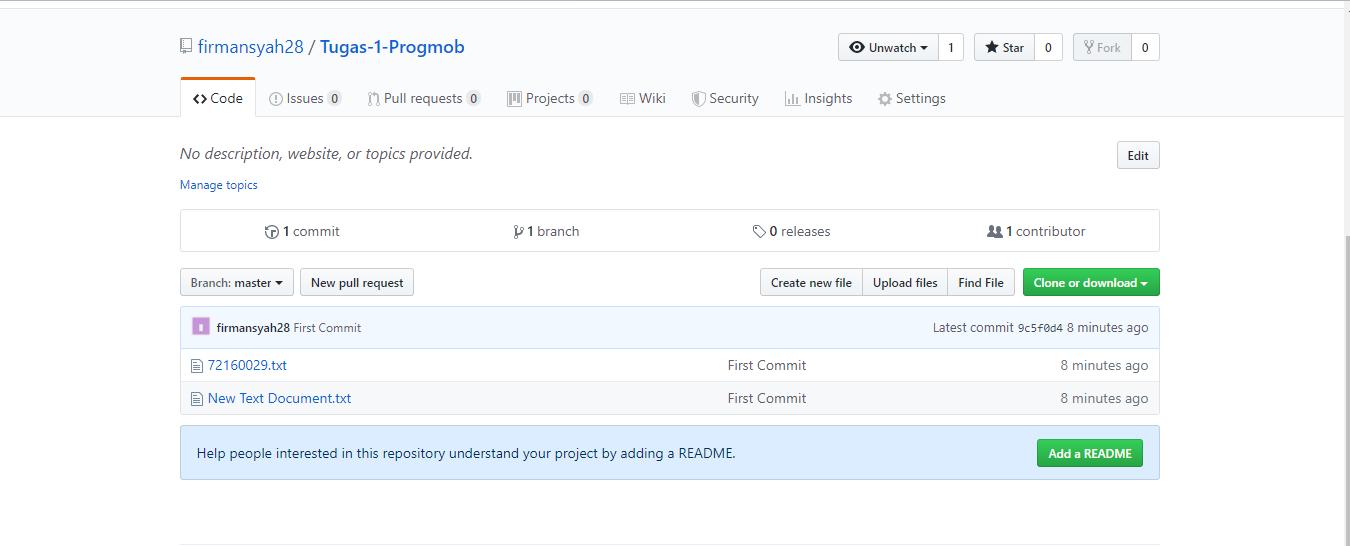 firmansyah28 / Tugas-1-Progmob
Unwatch 1 Star 0 Fork 0
Code Issues 0 Pull requests 0 Projects 0 Wiki Security Insights Settings
No description, website, or topics provided. Edit
Manage topics
1 commit 1 branch 0 releases 1 contributor
Branch: master New pull request Create new file Upload files Find File Clone or download
firmansyah28 First Commit Latest commit 9c5f0d4 8 minutes ago
72160029.txt First Commit 8 minutes ago
New Text Document.txt First Commit 8 minutes ago
Help people interested in this repository understand your project by adding a README. Add a README